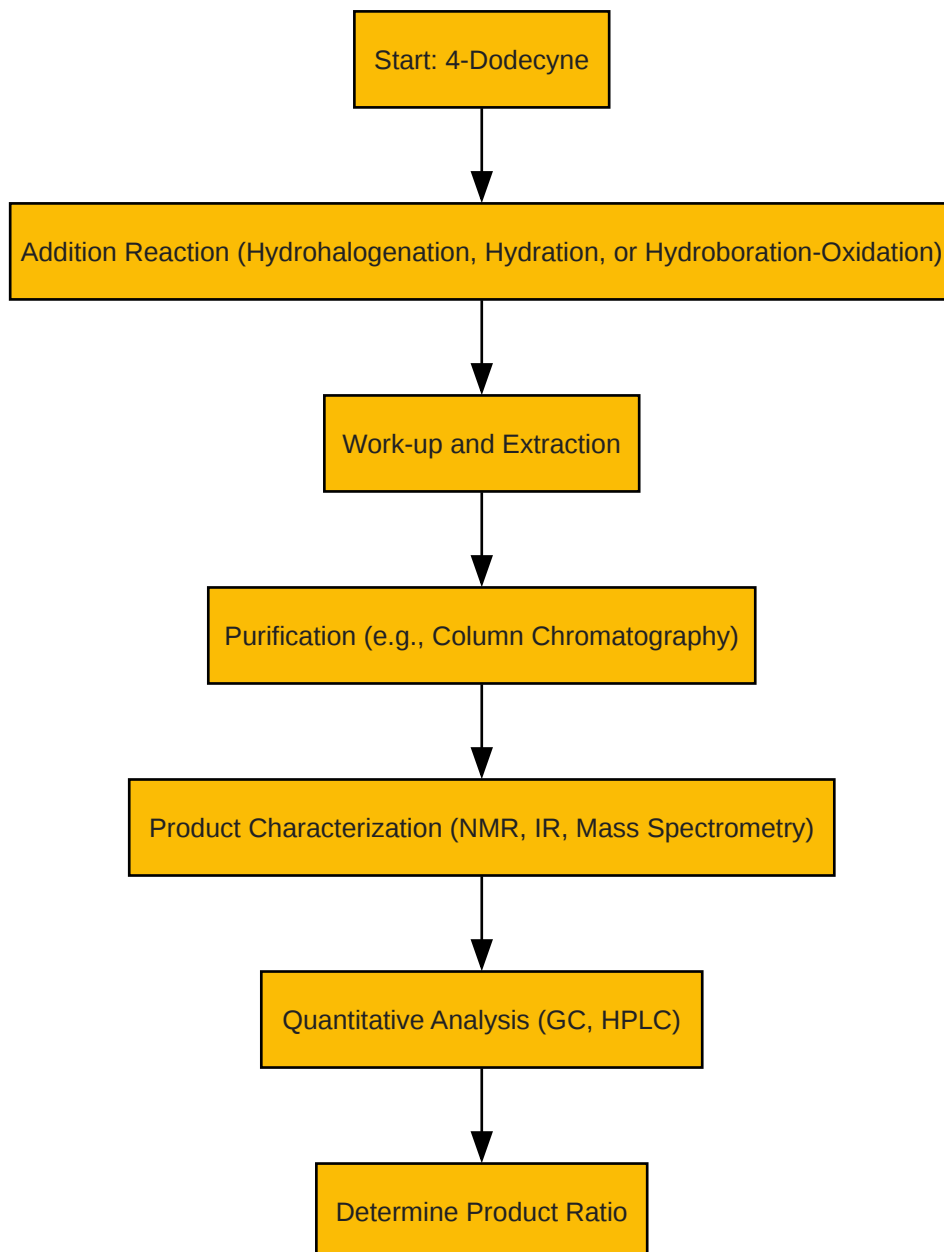 Start: 4-Dodecyne
Addition Reaction (Hydrohalogenation, Hydration, or Hydroboration-Oxidation)
Work-up and Extraction
Purification (e.g., Column Chromatography)
Product Characterization (NMR, IR, Mass Spectrometry)
Quantitative Analysis (GC, HPLC)
Determine Product Ratio